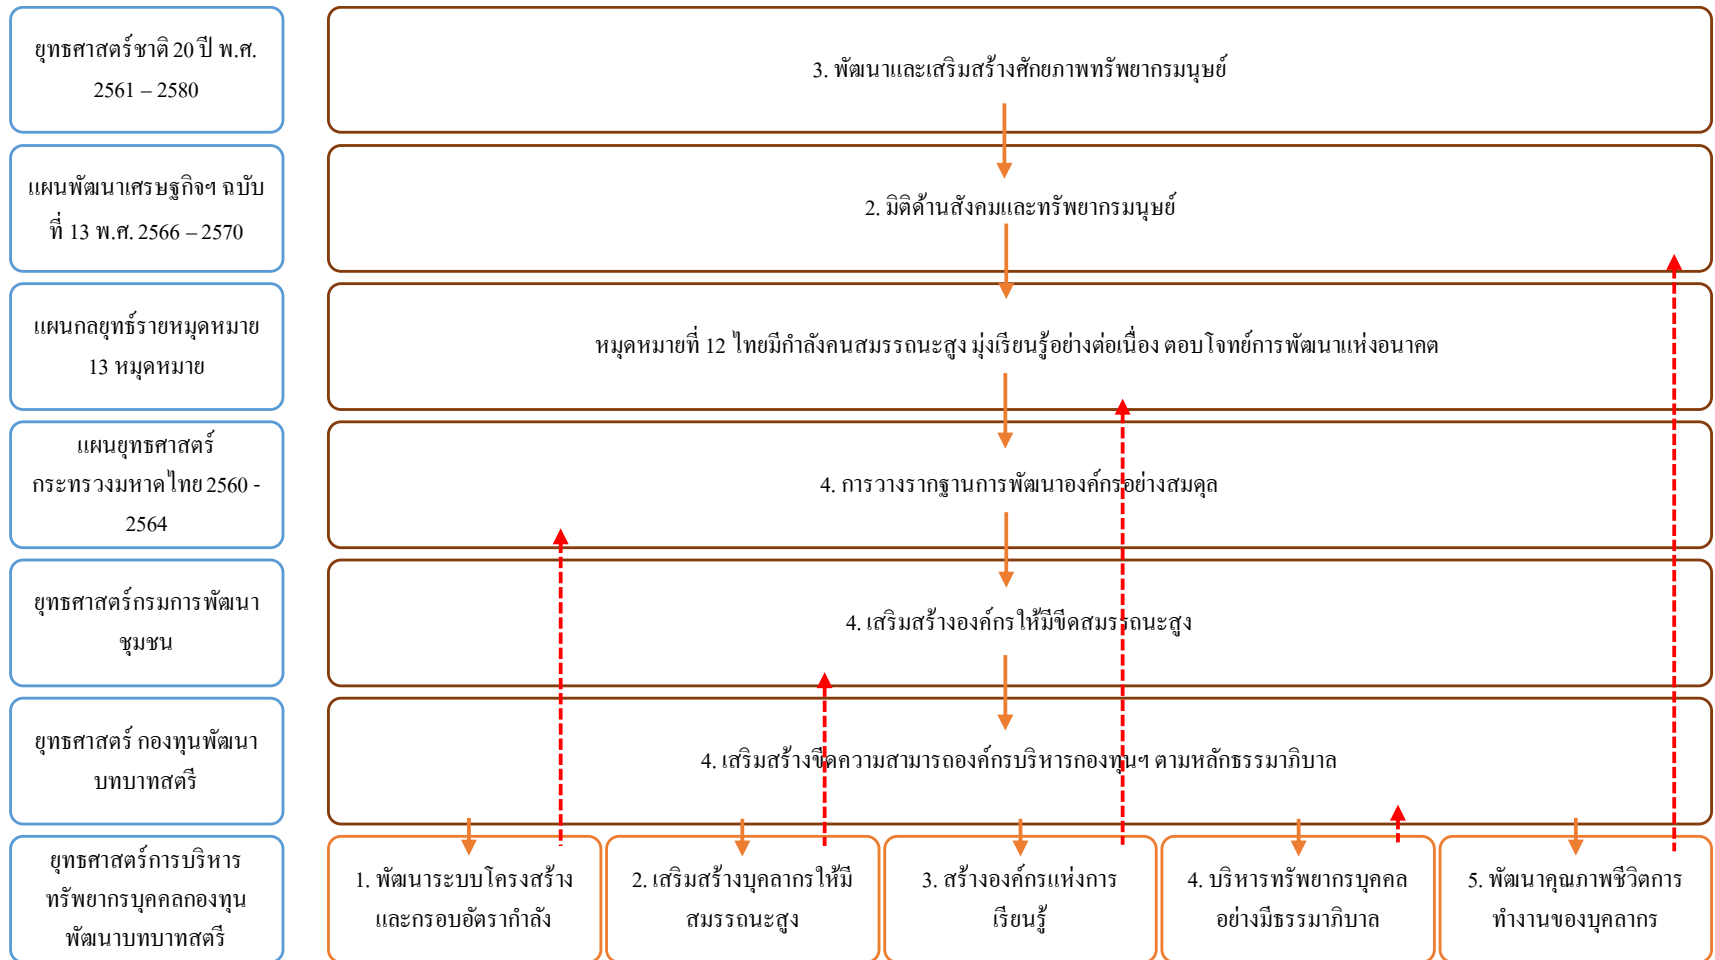 ยุทธศาสตร์ชาติ 20 ปี พ.ศ.
2561 – 2580
3. พัฒนาและเสริมสร้างศักยภาพทรัพยากรมนุษย์
แผนพัฒนาเศรษฐกิจฯ ฉบับ
ที่ 13 พ.ศ. 2566 – 2570
2. มิติด้านสังคมและทรัพยากรมนุษย์
แผนกลยุทธ์รายหมุดหมาย
13 หมุดหมาย
หมุดหมายที่ 12 ไทยมีกำลังคนสมรรถนะสูง มุ่งเรียนรู้อย่างต่อเนื่อง ตอบโจทย์การพัฒนาแห่งอนาคต
แผนยุทธศาสตร์
กระทรวงมหาดไทย 2560 -
2564
4. การวางรากฐานการพัฒนาองค์กรอย่างสมดุล
ยุทธศาสตร์กรมการพัฒนา
ชุมชน
4. เสริมสร้างองค์กรให้มีขีดสมรรถนะสูง
ยุทธศาสตร์ กองทุนพัฒนา
บทบาทสตรี
4. เสริมสร้างขีดความสามารถองค์กรบริหารกองทุนฯ ตามหลักธรรมาภิบาล
ยุทธศาสตร์การบริหาร
ทรัพยากรบุคคลกองทุน
พัฒนาบทบาทสตรี
1. พัฒนาระบบโครงสร้าง
และกรอบอัตรากำลัง
2. เสริมสร้างบุคลากรให้มี
สมรรถนะสูง
3. สร้างองค์กรแห่งการ
เรียนรู้
4. บริหารทรัพยากรบุคคล
อย่างมีธรรมาภิบาล
5. พัฒนาคุณภาพชีวิตการ
ทำงานของบุคลากร